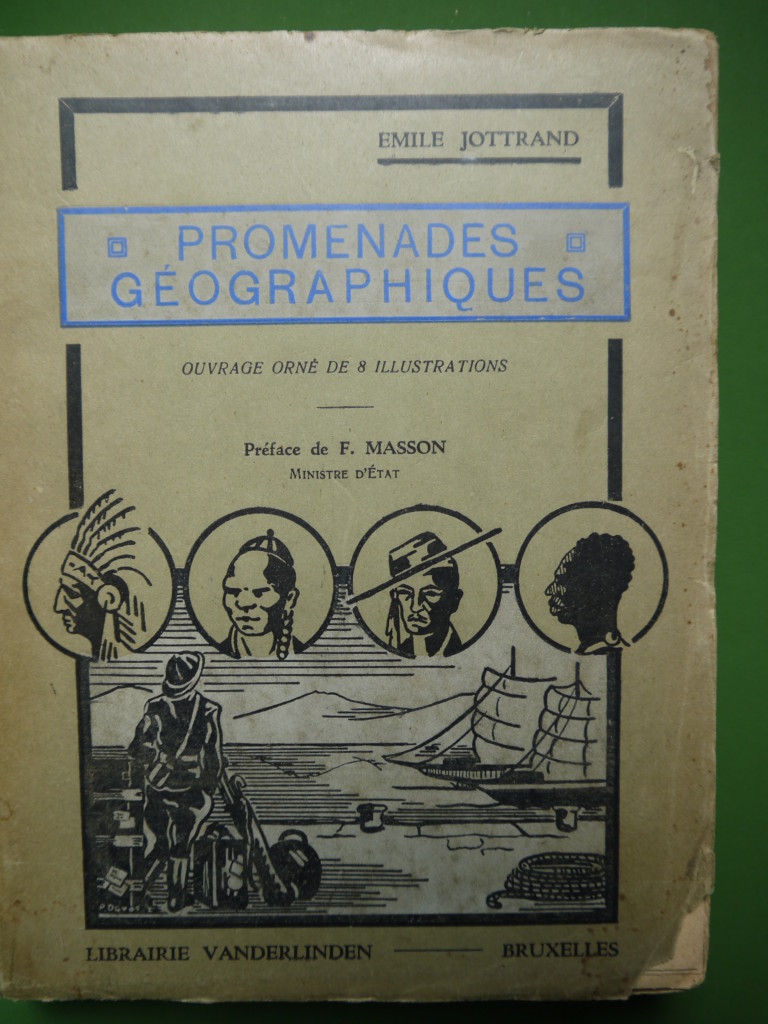 EMILE JOTTRAND
PROMENADES
GÉOGRAPHIQUES
OUVRAGE ORNÉ DE 8 ILLUSTRATIONS
Préface de F. MASSON
MINISTRE D'ÉTAT
LIBRAIRIE VANDERLINDEN — BRUXELLES